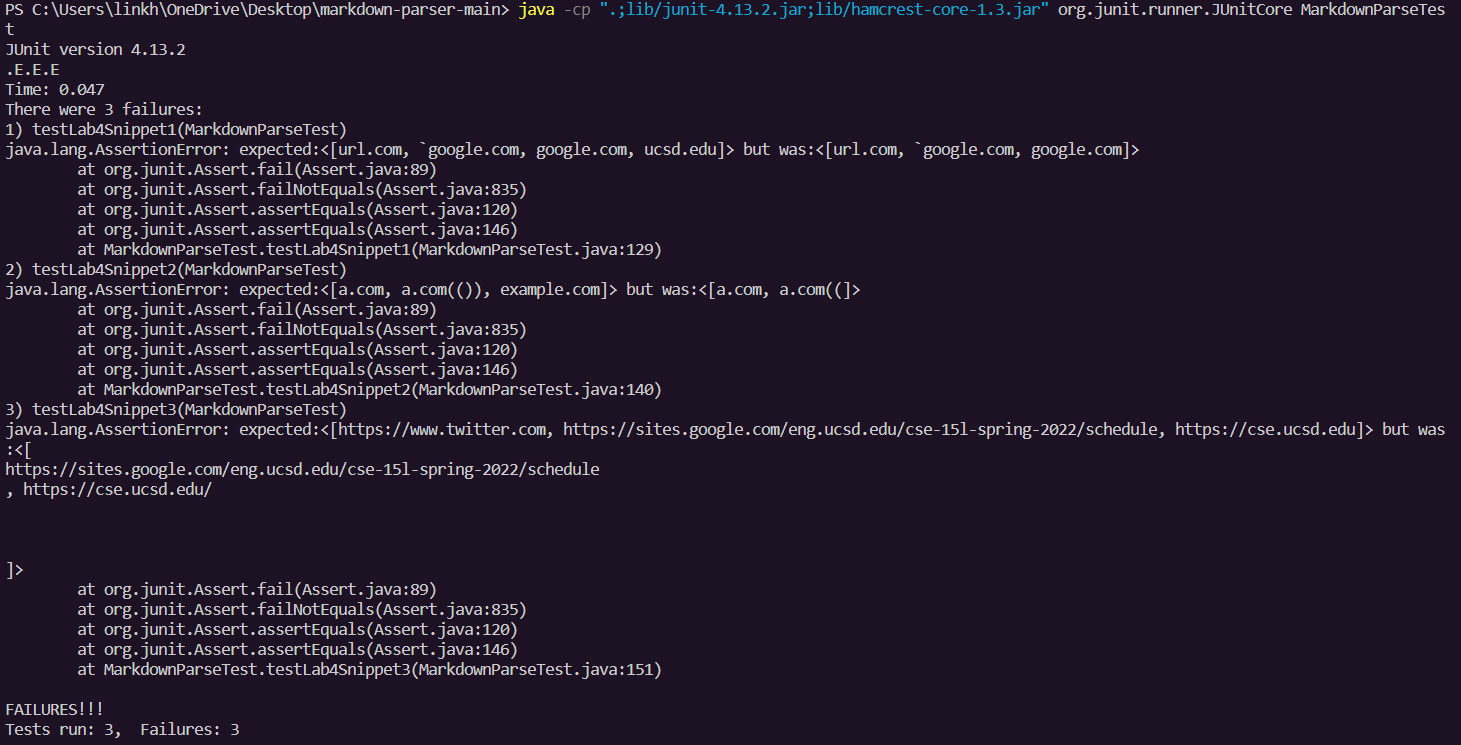 PS C:\Users\linkh\OneDrive\Desktop\markdown-parser-main> java -cp ".;lib/junit-4.13.2.jar;lib/hamcrest-core-1.3.jar" org.junit.runner.JUnitCore MarkdownParseTes
t
JUnit version 4.13.2
.E.E.E
Time: 0.047
There were 3 failures:
1) testLab4Snippet1(MarkdownParseTest)
java.lang.AssertionError: expected:<[url.com, `google.com, google.com, ucsd.edu]> but was:<[url.com, `google.com, google.com]>
        at org.junit.Assert.fail(Assert.java:89)
        at org.junit.Assert.failNotEquals(Assert.java:835)
        at org.junit.Assert.assertEquals(Assert.java:120)
        at org.junit.Assert.assertEquals(Assert.java:146)
        at MarkdownParseTest.testLab4Snippet1(MarkdownParseTest.java:129)
2) testLab4Snippet2(MarkdownParseTest)
java.lang.AssertionError: expected:<[a.com, a.com(()), example.com]> but was:<[a.com, a.com((]>
        at org.junit.Assert.fail(Assert.java:89)
        at org.junit.Assert.failNotEquals(Assert.java:835)
        at org.junit.Assert.assertEquals(Assert.java:120)
        at org.junit.Assert.assertEquals(Assert.java:146)
        at MarkdownParseTest.testLab4Snippet2(MarkdownParseTest.java:140)
3) testLab4Snippet3(MarkdownParseTest)
java.lang.AssertionError: expected:<[https://www.twitter.com, https://sites.google.com/eng.ucsd.edu/cse-15l-spring-2022/schedule, https://cse.ucsd.edu]> but was
:<[
https://sites.google.com/eng.ucsd.edu/cse-15l-spring-2022/schedule
, https://cse.ucsd.edu/
]>
        at org.junit.Assert.fail(Assert.java:89)
        at org.junit.Assert.failNotEquals(Assert.java:835)
        at org.junit.Assert.assertEquals(Assert.java:120)
        at org.junit.Assert.assertEquals(Assert.java:146)
        at MarkdownParseTest.testLab4Snippet3(MarkdownParseTest.java:151)
FAILURES!!!
Tests run: 3,  Failures: 3